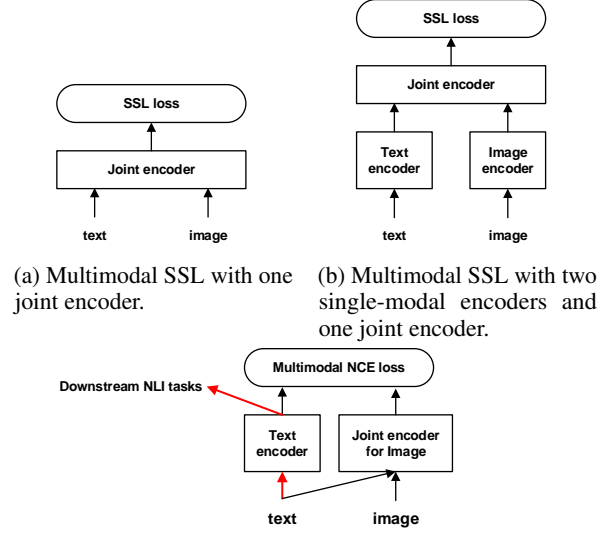 SSL loss
Joint encoder
text image
(a) Multimodal SSL with one
joint encoder.
SSL loss
Joint encoder
Text
encoder
Image
encoder
text image
(b) Multimodal SSL with two
single-modal encoders and
one joint encoder.
Multimodal NCE loss
Downstream NLI tasks
Text
encoder
Joint encoder
for Image
text image